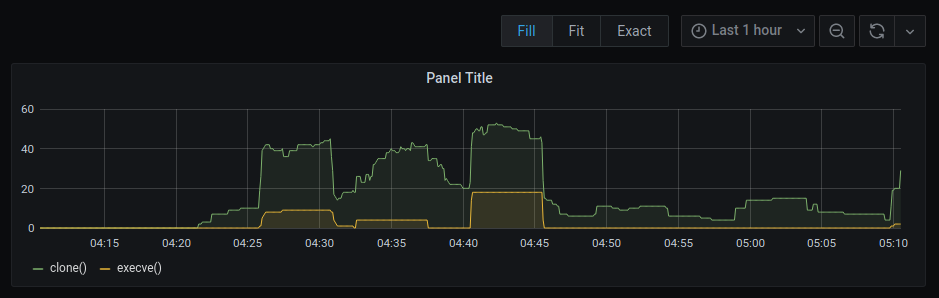 Fill Fit Exact Last 1 hour
Panel Title
60
40
20
0
04:15 04:20 04:25 04:30 04:35 04:40 04:45 04:50 04:55 05:00 05:05 05:10
clone() execve()